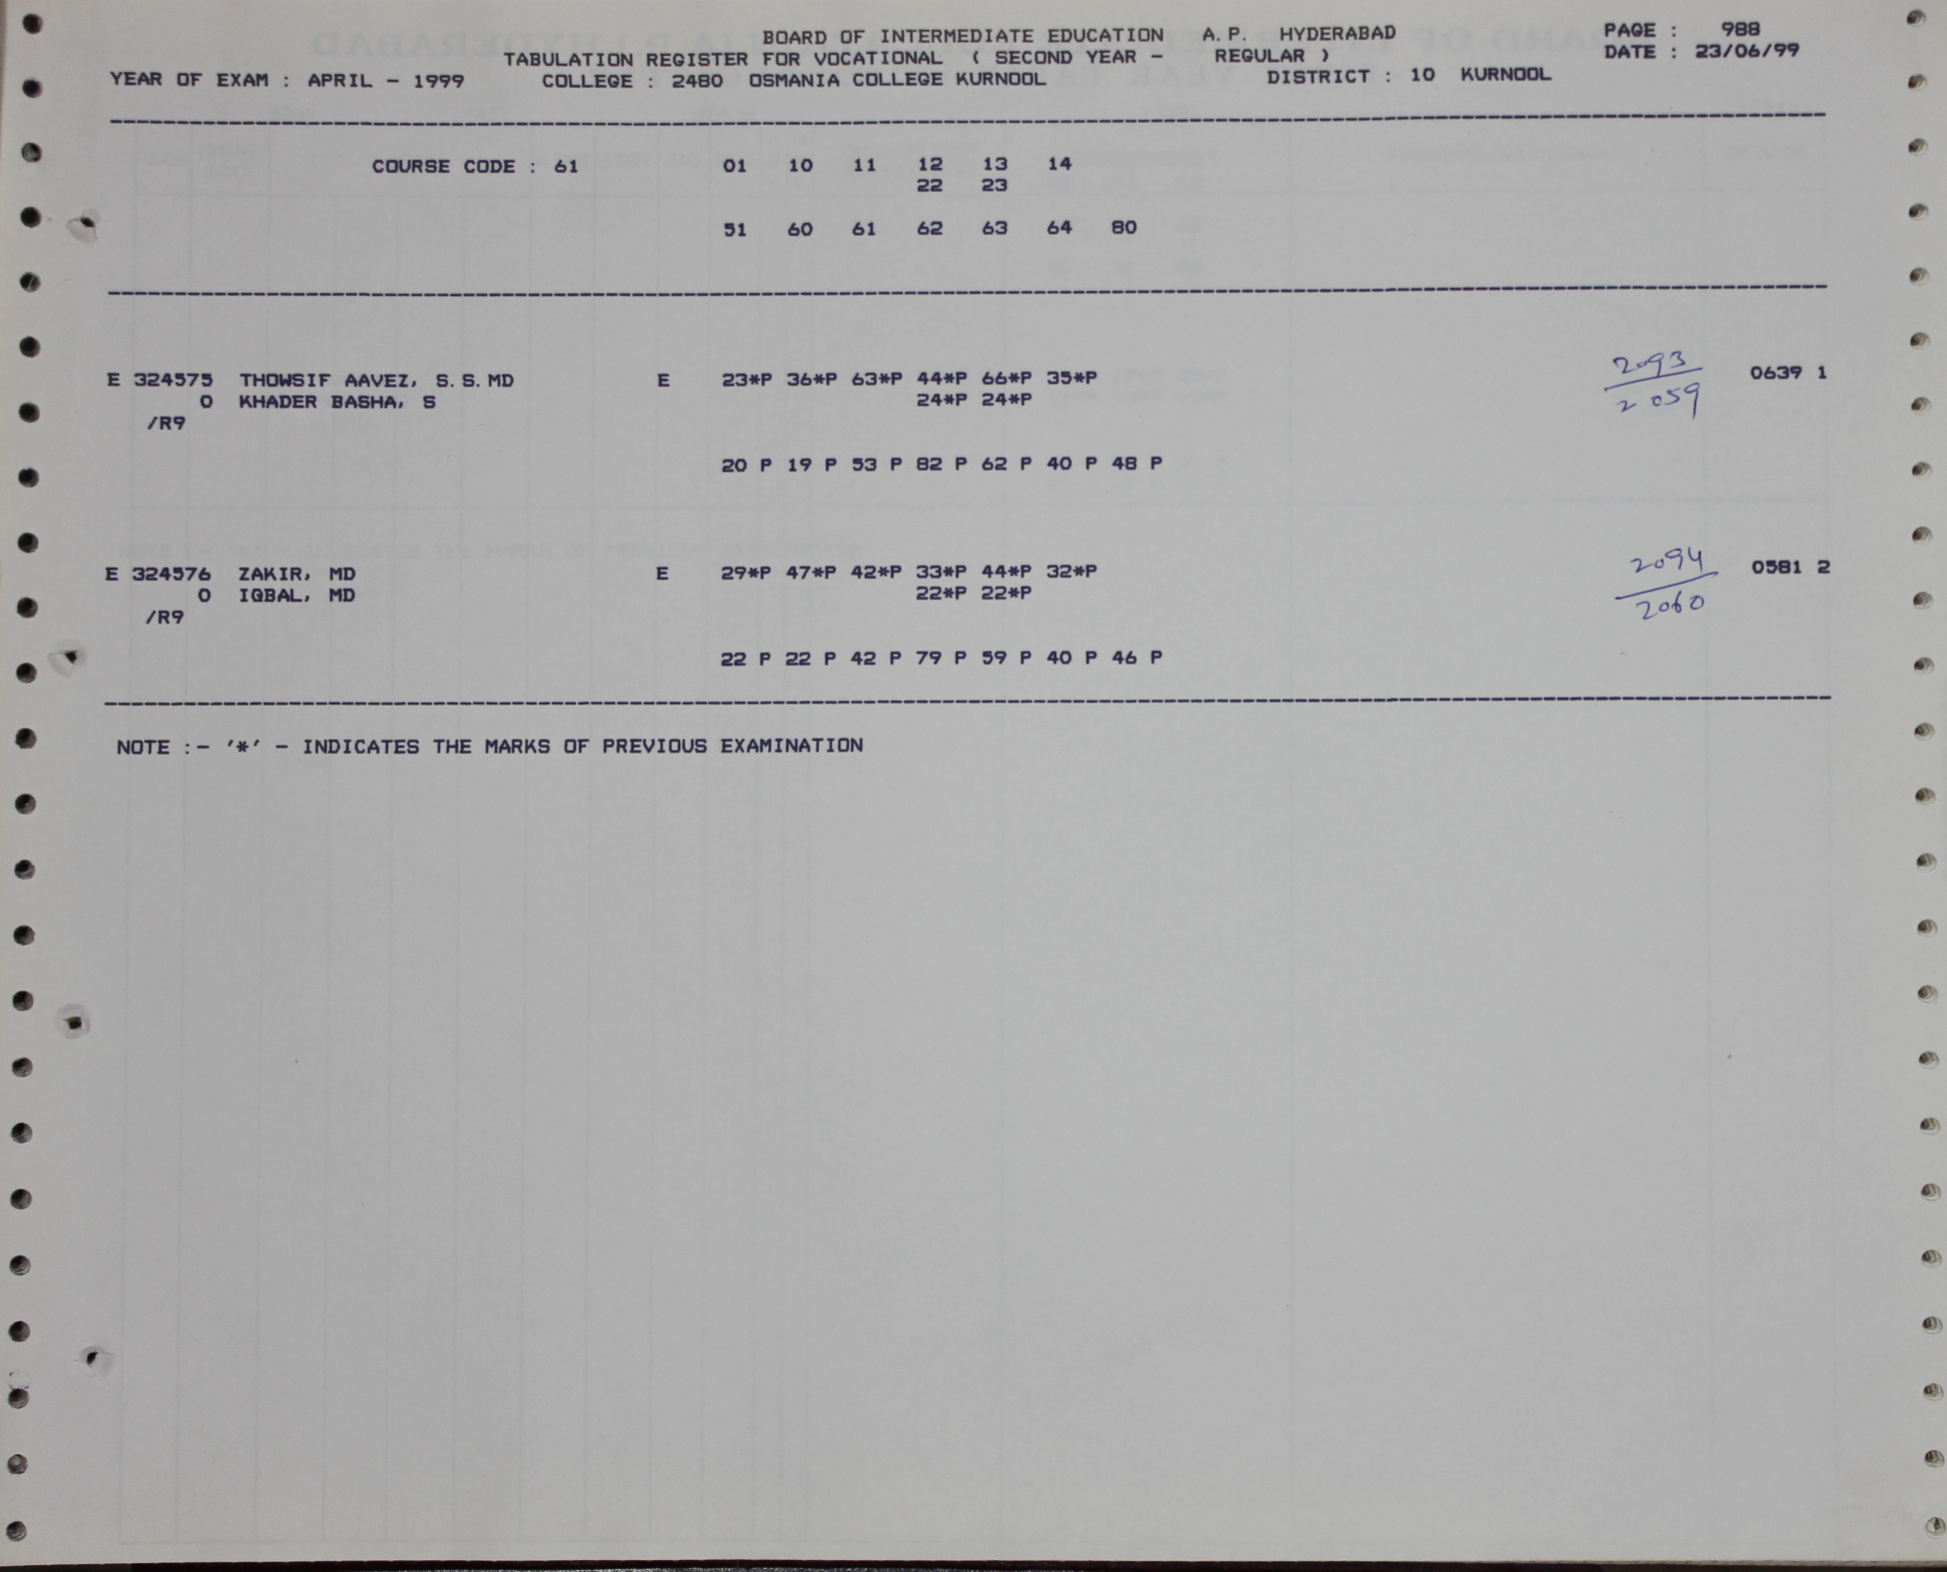 BOARD OF INTERMEDIATE EDUCATION A.P. HYDERABAD PAGE : 988
TABULATION REGISTER FOR VOCATIONAL ( SECOND YEAR - REGULAR ) DATE : 23/06/99
YEAR OF EXAM : APRIL - 1999 COLLEGE : 2480 OSMANIA COLLEGE KURNOOL DISTRICT : 10 KURNOOL
COURSE CODE : 61 01 10 11 12 13 14
22 23
51 60 61 62 63 64 80
E 324575 THOWSIF AAVEZ, S.S.MD E 23*P 36*P 63*P 44*P 66*P 35*P 2093 0639 1
0 KHADER BASHA, S 24*P 24*P 2059
/R9
20 P 19 P 53 P 82 P 62 P 40 P 48 P
E 324576 ZAKIR, MD E 29*P 47*P 42*P 33*P 44*P 32*P 2094 0581 2
0 IQBAL, MD 22*P 22*P 2060
/R9
22 P 22 P 42 P 79 P 59 P 40 P 46 P
NOTE :- '*' - INDICATES THE MARKS OF PREVIOUS EXAMINATION